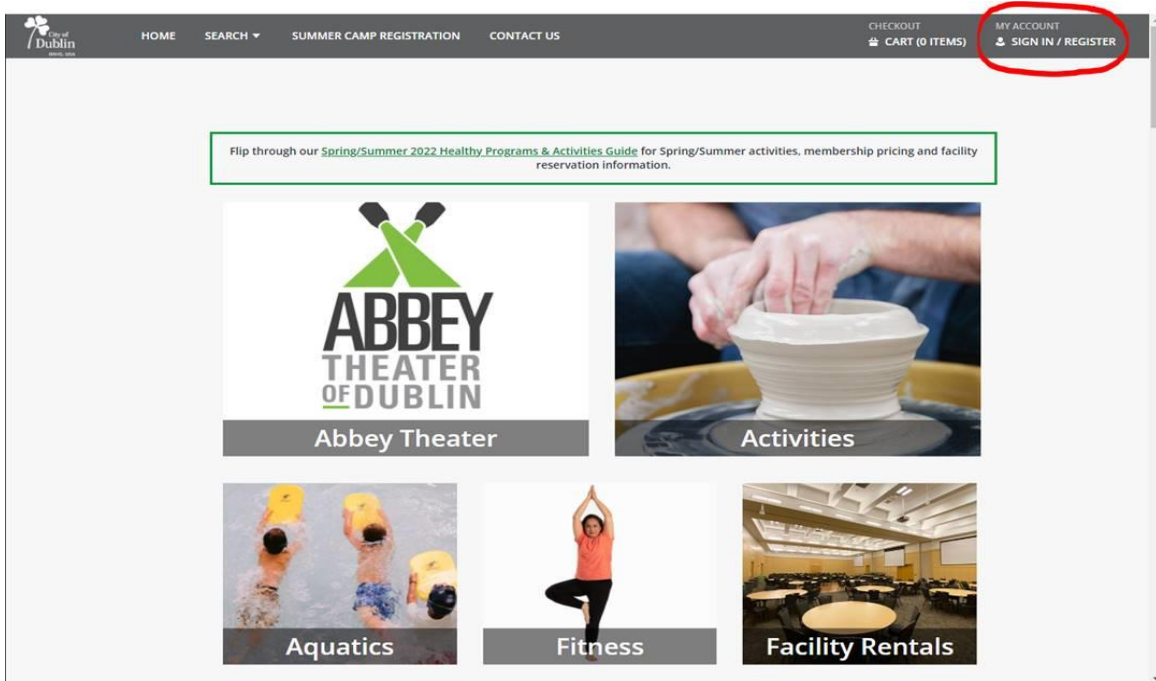 City of
Dublin
OHIO, USA
HOME
SEARCH
SUMMER CAMP REGISTRATION
CONTACT US
CHECKOUT
CART (0 ITEMS)
MY ACCOUNT
SIGN IN / REGISTER
Flip through our Spring/Summer 2022 Healthy Programs & Activities Guide for Spring/Summer activities, membership pricing and facility
reservation information.
ABBEY
THEATER
OF DUBLIN
Abbey Theater
Activities
Aquatics
Fitness
Facility Rentals